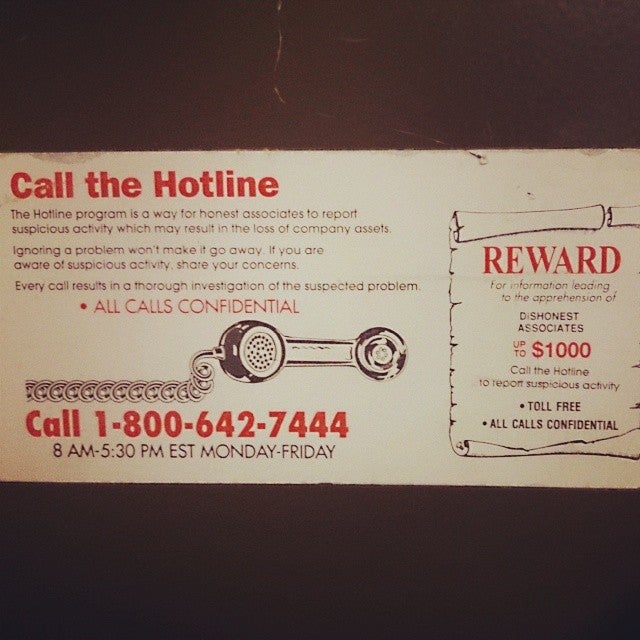 Call the Hotline
The Hotline program is a way for honest associates to report
suspicious activity which may result in the loss of company assets.
Ignoring a problem won't make it go away. If you are
aware of suspicious activity, share your concerns.
Every call results in a thorough investigation of the suspected problem.
• ALL CALLS CONFIDENTIAL
Call 1-800-642-7444
8 AM-5:30 PM EST MONDAY-FRIDAY
REWARD
For information leading
to the apprehension of
DISHONEST
ASSOCIATES
UP TO $1000
Call the Hotline
to report suspicious activity
• TOLL FREE
• ALL CALLS CONFIDENTIAL